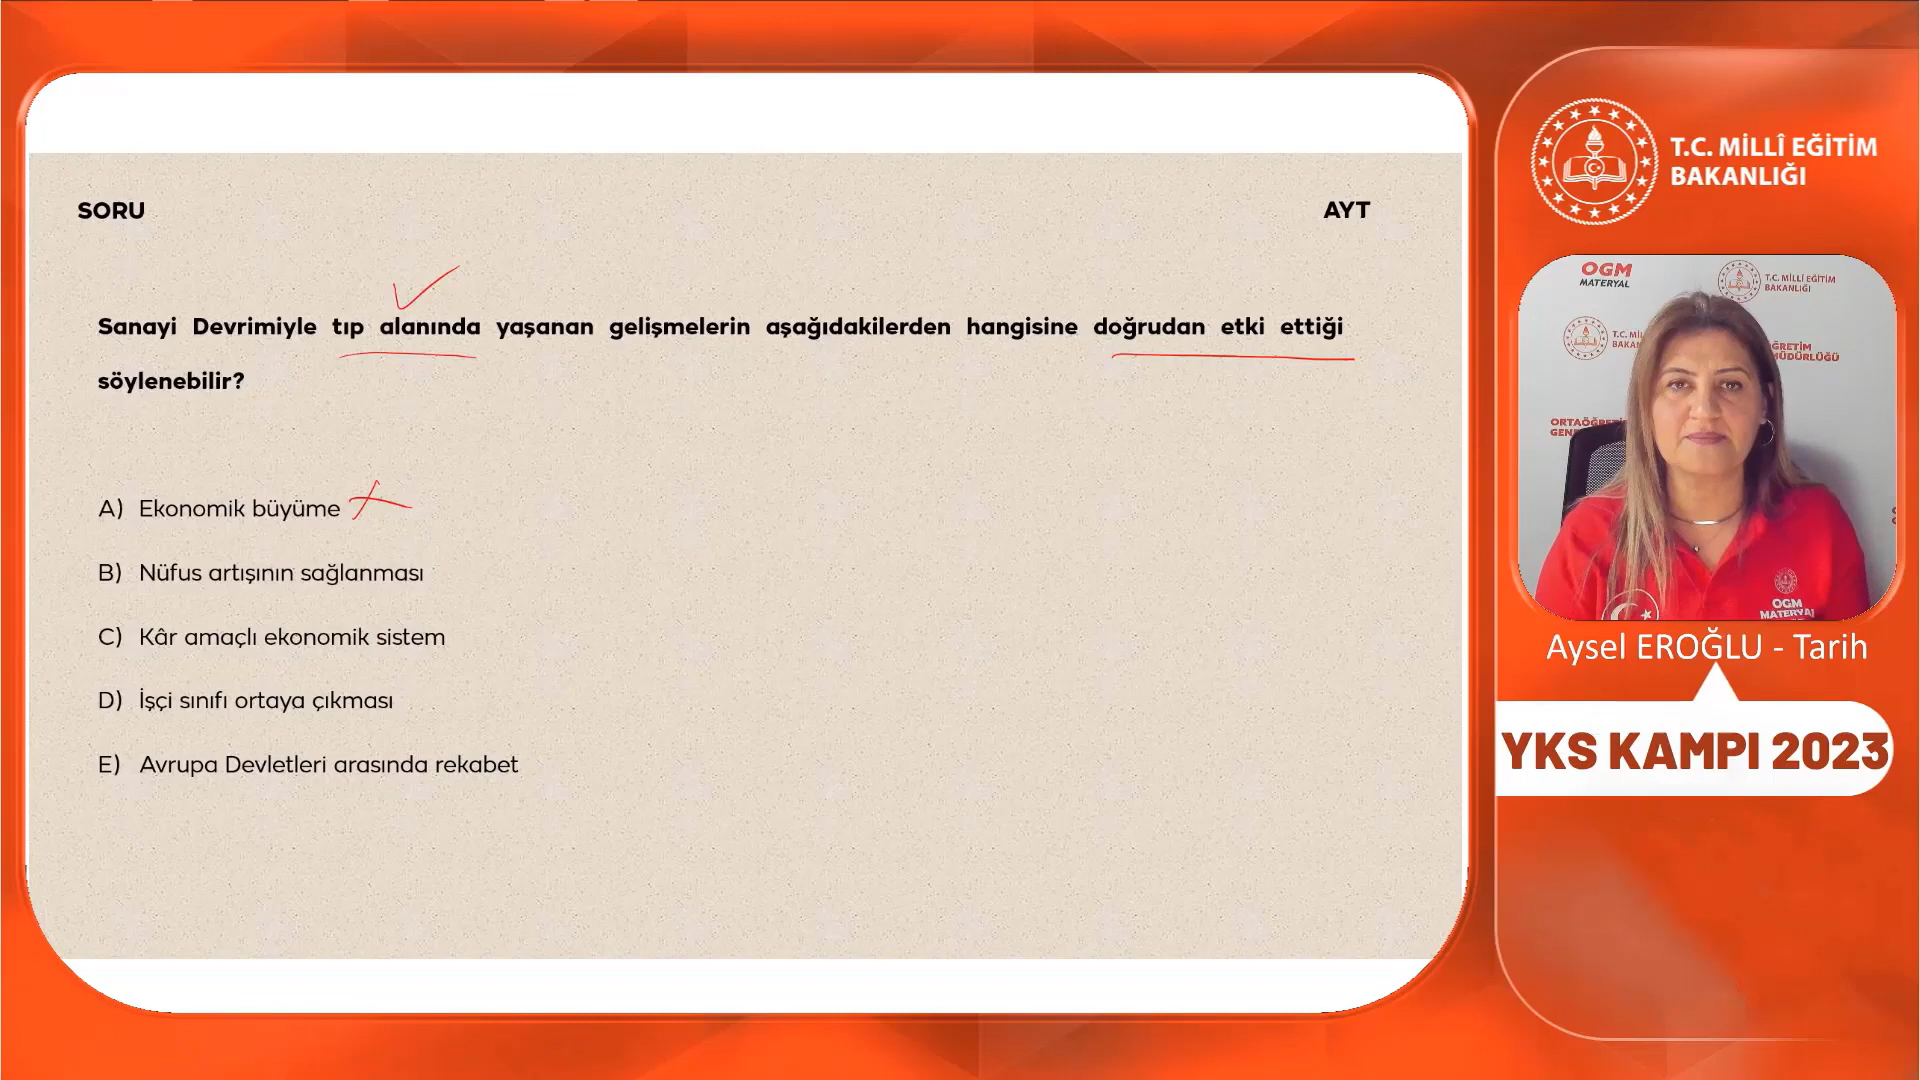 SORU
AYT
Sanayi Devrimiyle tıp alanında yaşanan gelişmelerin aşağıdakilerden hangisine doğrudan etki ettiği
söylenebilir?
A) Ekonomik büyüme
B) Nüfus artışının sağlanması
C) Kâr amaçlı ekonomik sistem
D) İşçi sınıfı ortaya çıkması
E) Avrupa Devletleri arasında rekabet
T.C. MİLLÎ EĞİTİM
BAKANLIĞI
OGM
MATERYAL
T.C. MİLLÎ EĞİTİM
BAKANLIĞI
OGM
MATERYAL
Aysel EROĞLU - Tarih
YKS KAMPI 2023